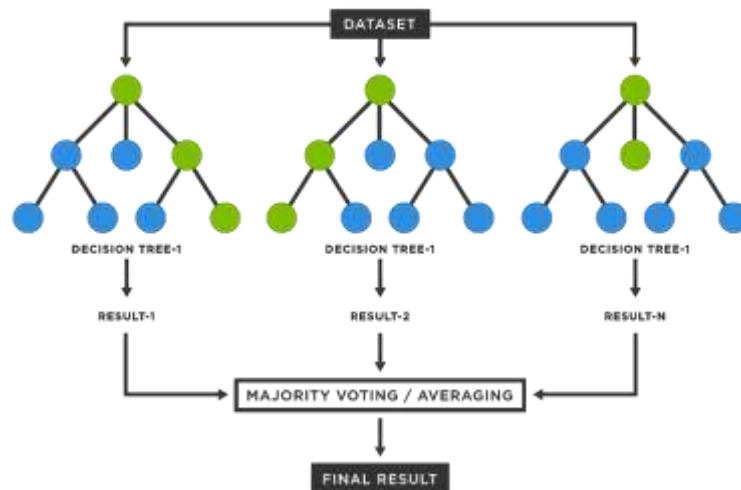 DATASET
DECISION TREE-1
DECISION TREE-1
DECISION TREE-1
RESULT-1
RESULT-2
RESULT-N
MAJORITY VOTING / AVERAGING
FINAL RESULT